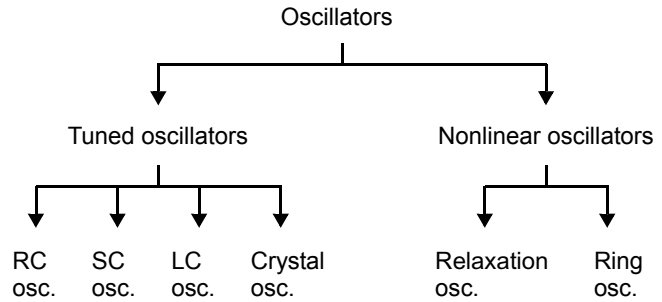 Oscillators
Tuned oscillators
Nonlinear oscillators
RC
osc.
SC
osc.
LC
osc.
Crystal
osc.
Relaxation
osc.
Ring
osc.